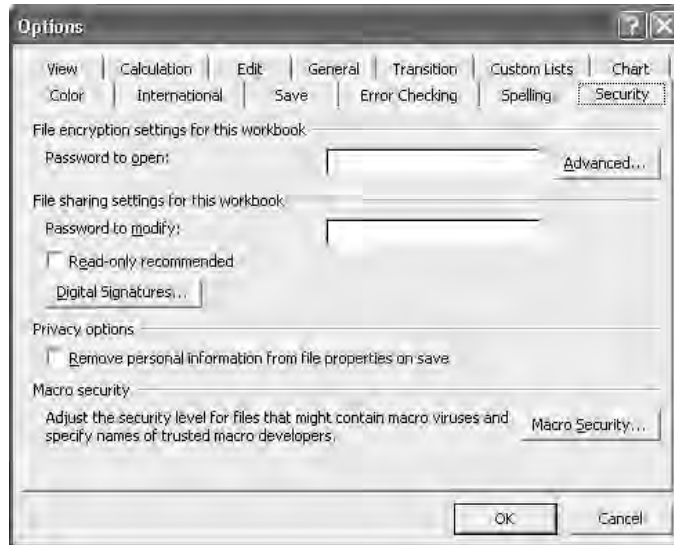 Options
View Calculation Edit General Transition Custom Lists Chart
Color International Save Error Checking Spelling Security
File encryption settings for this workbook
Password to open: Advanced...
File sharing settings for this workbook
Password to modify:
Read-only recommended
Digital Signatures...
Privacy options
Remove personal information from file properties on save
Macro security
Adjust the security level for files that might contain macro viruses and
specify names of trusted macro developers. Macro Security...
OK Cancel